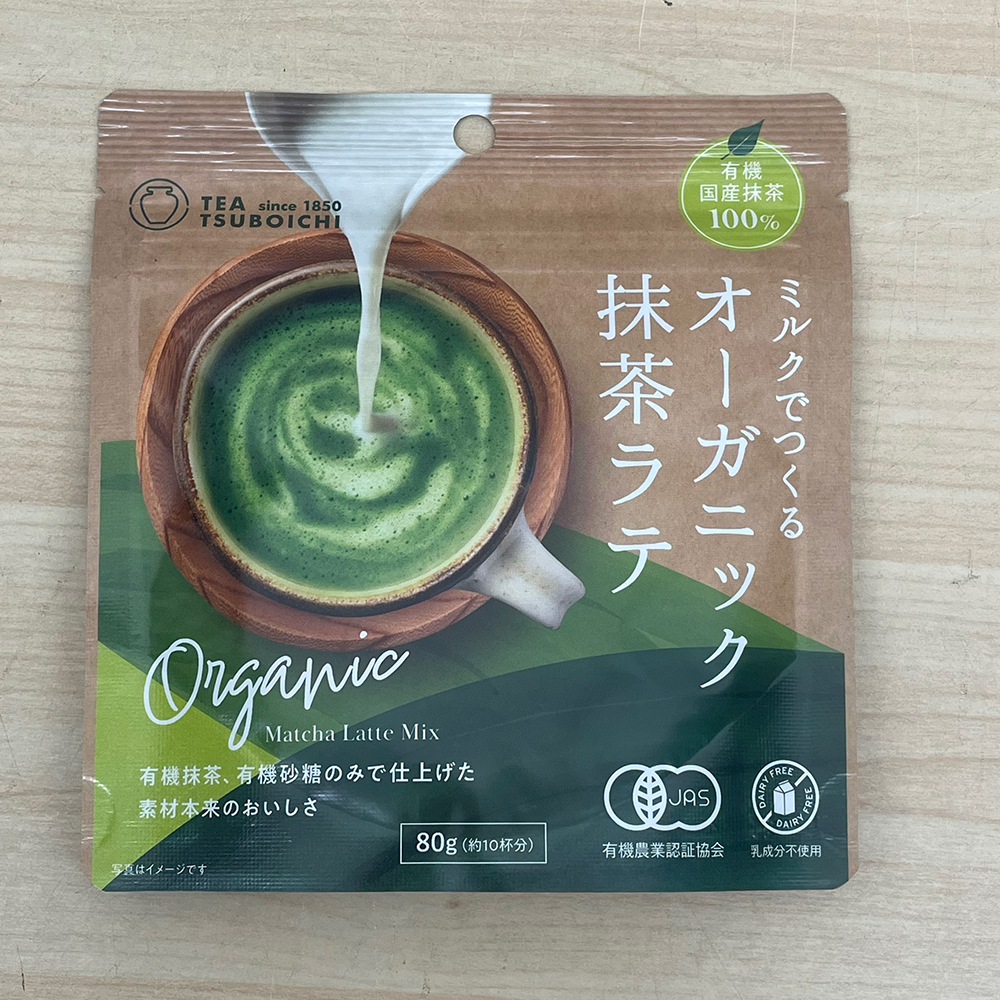 TEA since 1850
TSUBOICHI
有機
国産抹茶
100%
ミルクでつくる
オーガニック
抹茶ラテ
Organic
Matcha Latte Mix
有機抹茶、有機砂糖のみで仕上げた
素材本来のおいしさ
80g(約10杯分)
JAS
有機農業認証協会
DAIRY FREE
DAIRY FREE
乳成分不使用
写真はイメージです